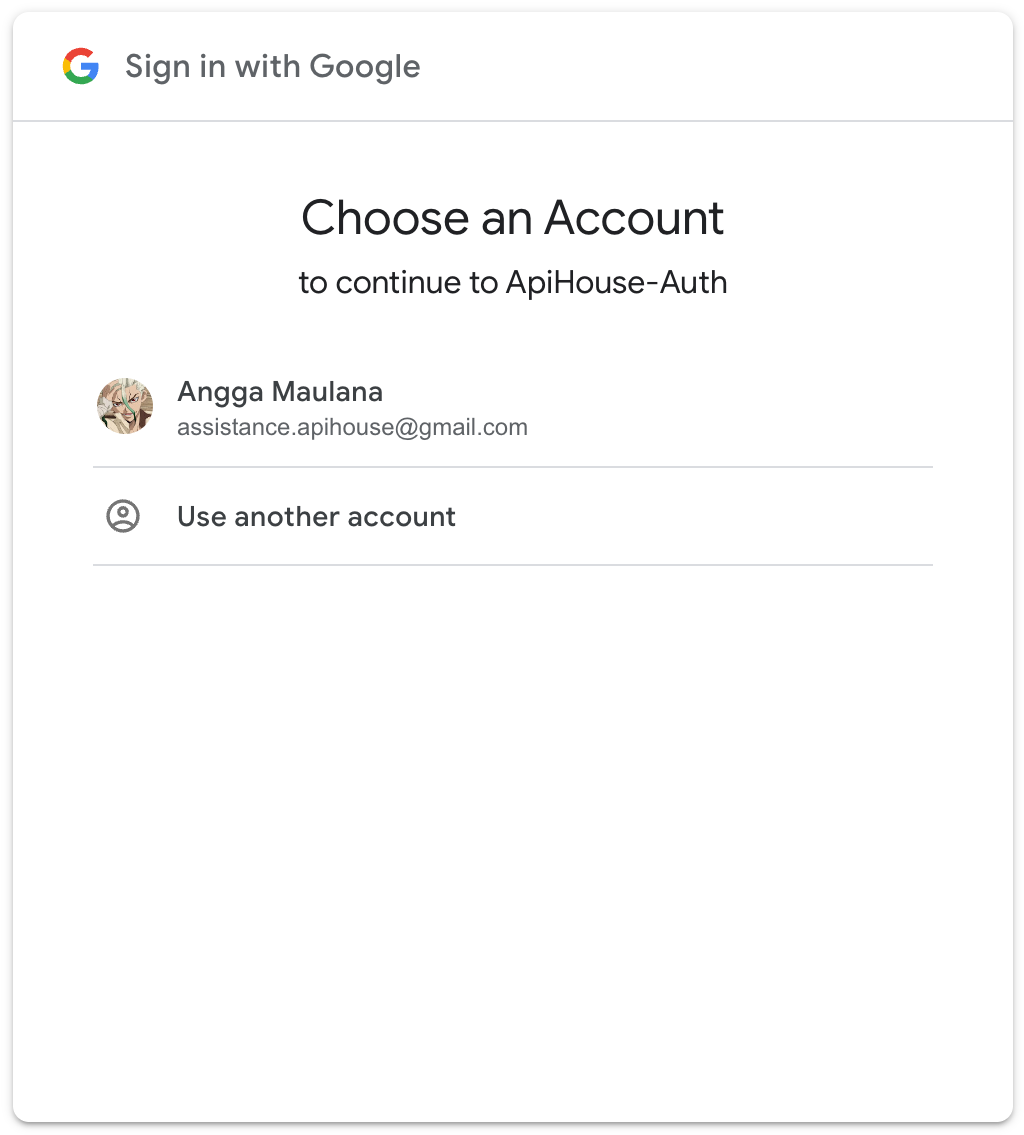 Sign in with Google
Choose an Account
to continue to ApiHouse-Auth
Angga Maulana
assistance.apihouse@gmail.com
Use another account